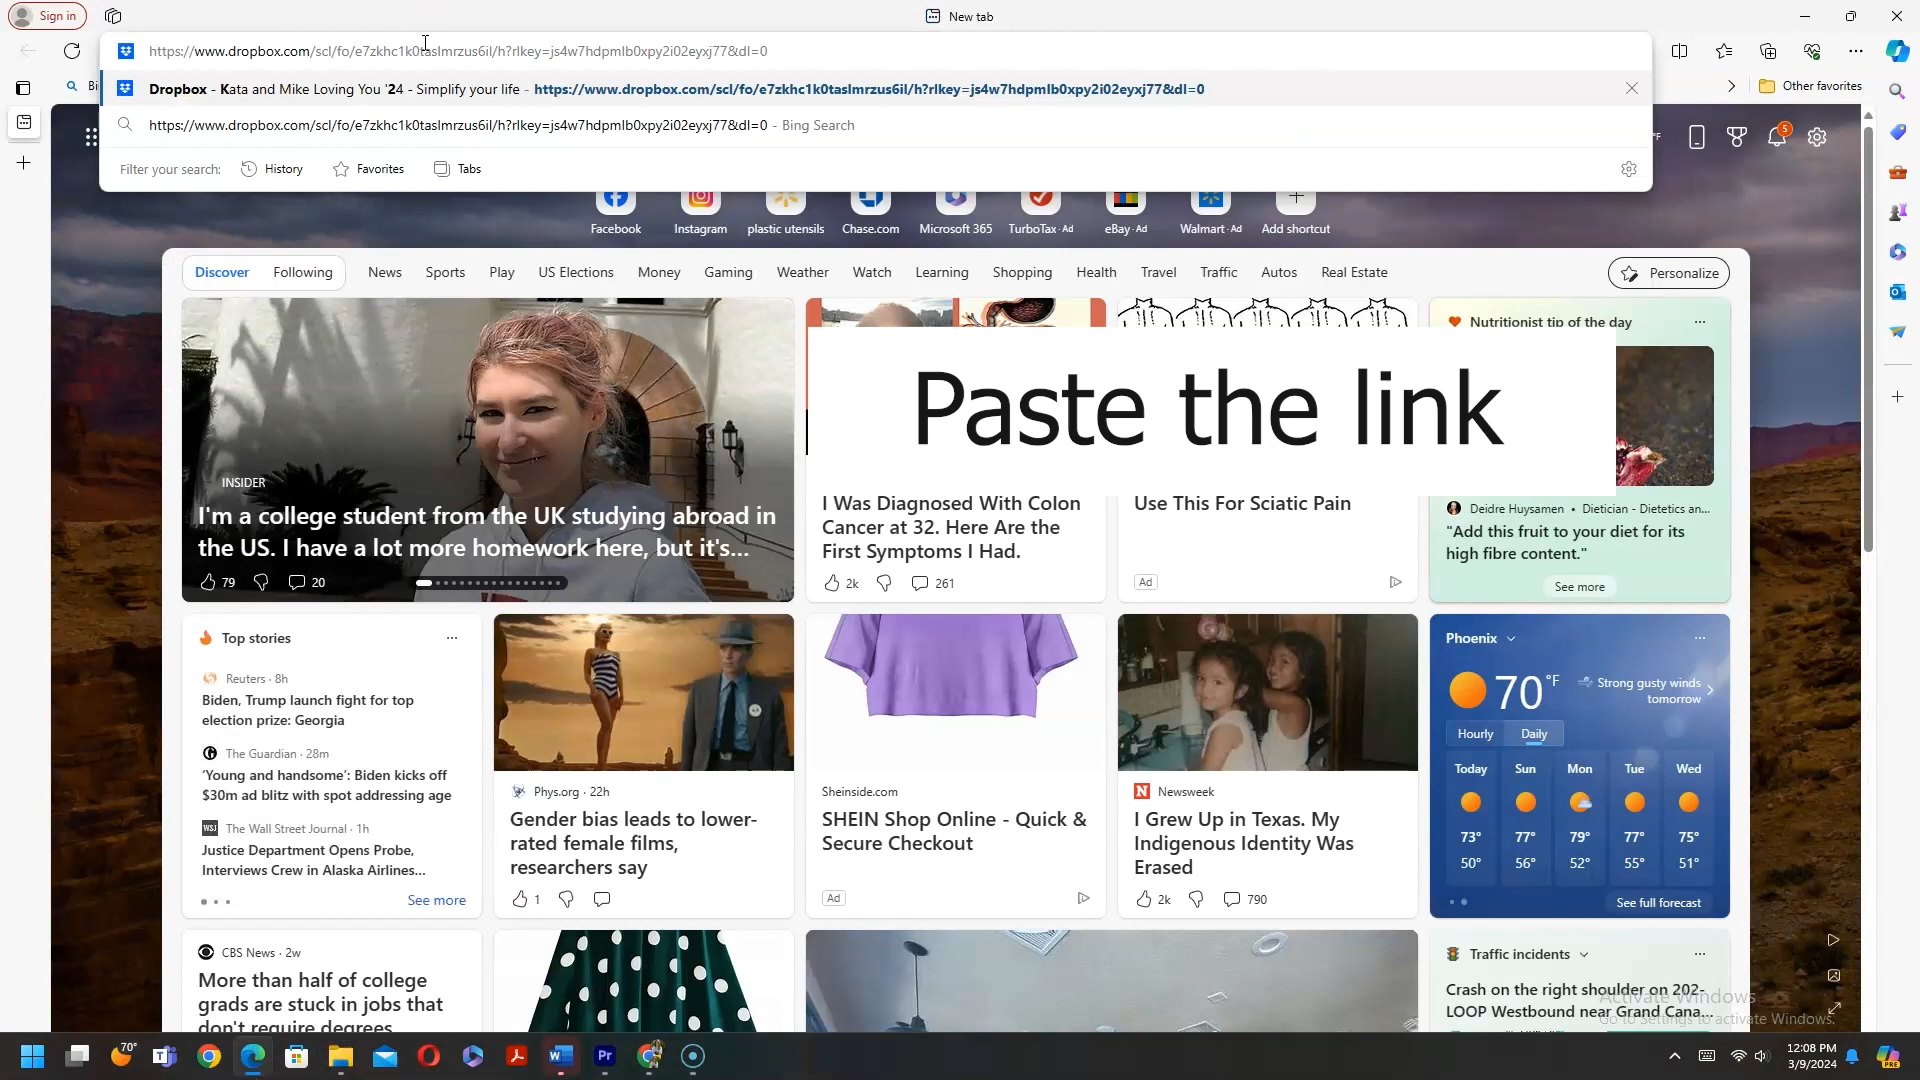 Sign in
New tab
https://www.dropbox.com/scl/fo/e7zkhc1k0taslmrzus6il/h?rlkey=js4w7hdpmlb0xpy2i02eyxj77&dl=0
Dropbox - Kata and Mike Loving You '24 - Simplify your life - https://www.dropbox.com/scl/fo/e7zkhc1k0taslmrzus6il/h?rlkey=js4w7hdpmlb0xpy2i02eyxj77&dl=0
Bi
Other favorites
https://www.dropbox.com/scl/fo/e7zkhc1k0taslmrzus6il/h?rlkey=js4w7hdpmlb0xpy2i02eyxj77&dl=0 - Bing Search
°F
5
Filter your search: History Favorites Tabs
Facebook Instagram plastic utensils Chase.com Microsoft 365 TurboTax · Ad eBay · Ad Walmart · Ad Add shortcut
Discover Following News Sports Play US Elections Money Gaming Weather Watch Learning Shopping Health Travel Traffic Autos Real Estate Personalize
Nutritionist tip of the day
Paste the link
INSIDER
I'm a college student from the UK studying abroad in
the US. I have a lot more homework here, but it's...
79 20
I Was Diagnosed With Colon
Cancer at 32. Here Are the
First Symptoms I Had.
2k 261
Use This For Sciatic Pain
Ad
Deidre Huysamen • Dietician - Dietetics an...
"Add this fruit to your diet for its
high fibre content."
See more
Top stories
Reuters · 8h
Biden, Trump launch fight for top
election prize: Georgia
The Guardian · 28m
‘Young and handsome’: Biden kicks off
$30m ad blitz with spot addressing age
WSJ The Wall Street Journal · 1h
Justice Department Opens Probe,
Interviews Crew in Alaska Airlines...
See more
Phys.org · 22h
Gender bias leads to lower-
rated female films,
researchers say
1
Sheinside.com
SHEIN Shop Online - Quick &
Secure Checkout
Ad
N Newsweek
I Grew Up in Texas. My
Indigenous Identity Was
Erased
2k 790
Phoenix
70 °F
Strong gusty winds
tomorrow
Hourly Daily
Today Sun Mon Tue Wed
73° 77° 79° 77° 75°
50° 56° 52° 55° 51°
See full forecast
CBS News · 2w
More than half of college
grads are stuck in jobs that
don't require degrees
Traffic incidents
Crash on the right shoulder on 202-
LOOP Westbound near Grand Cana...
Activate Windows
Go to Settings to activate Windows.
70°
W
Pr
12:08 PM
3/9/2024
PRE